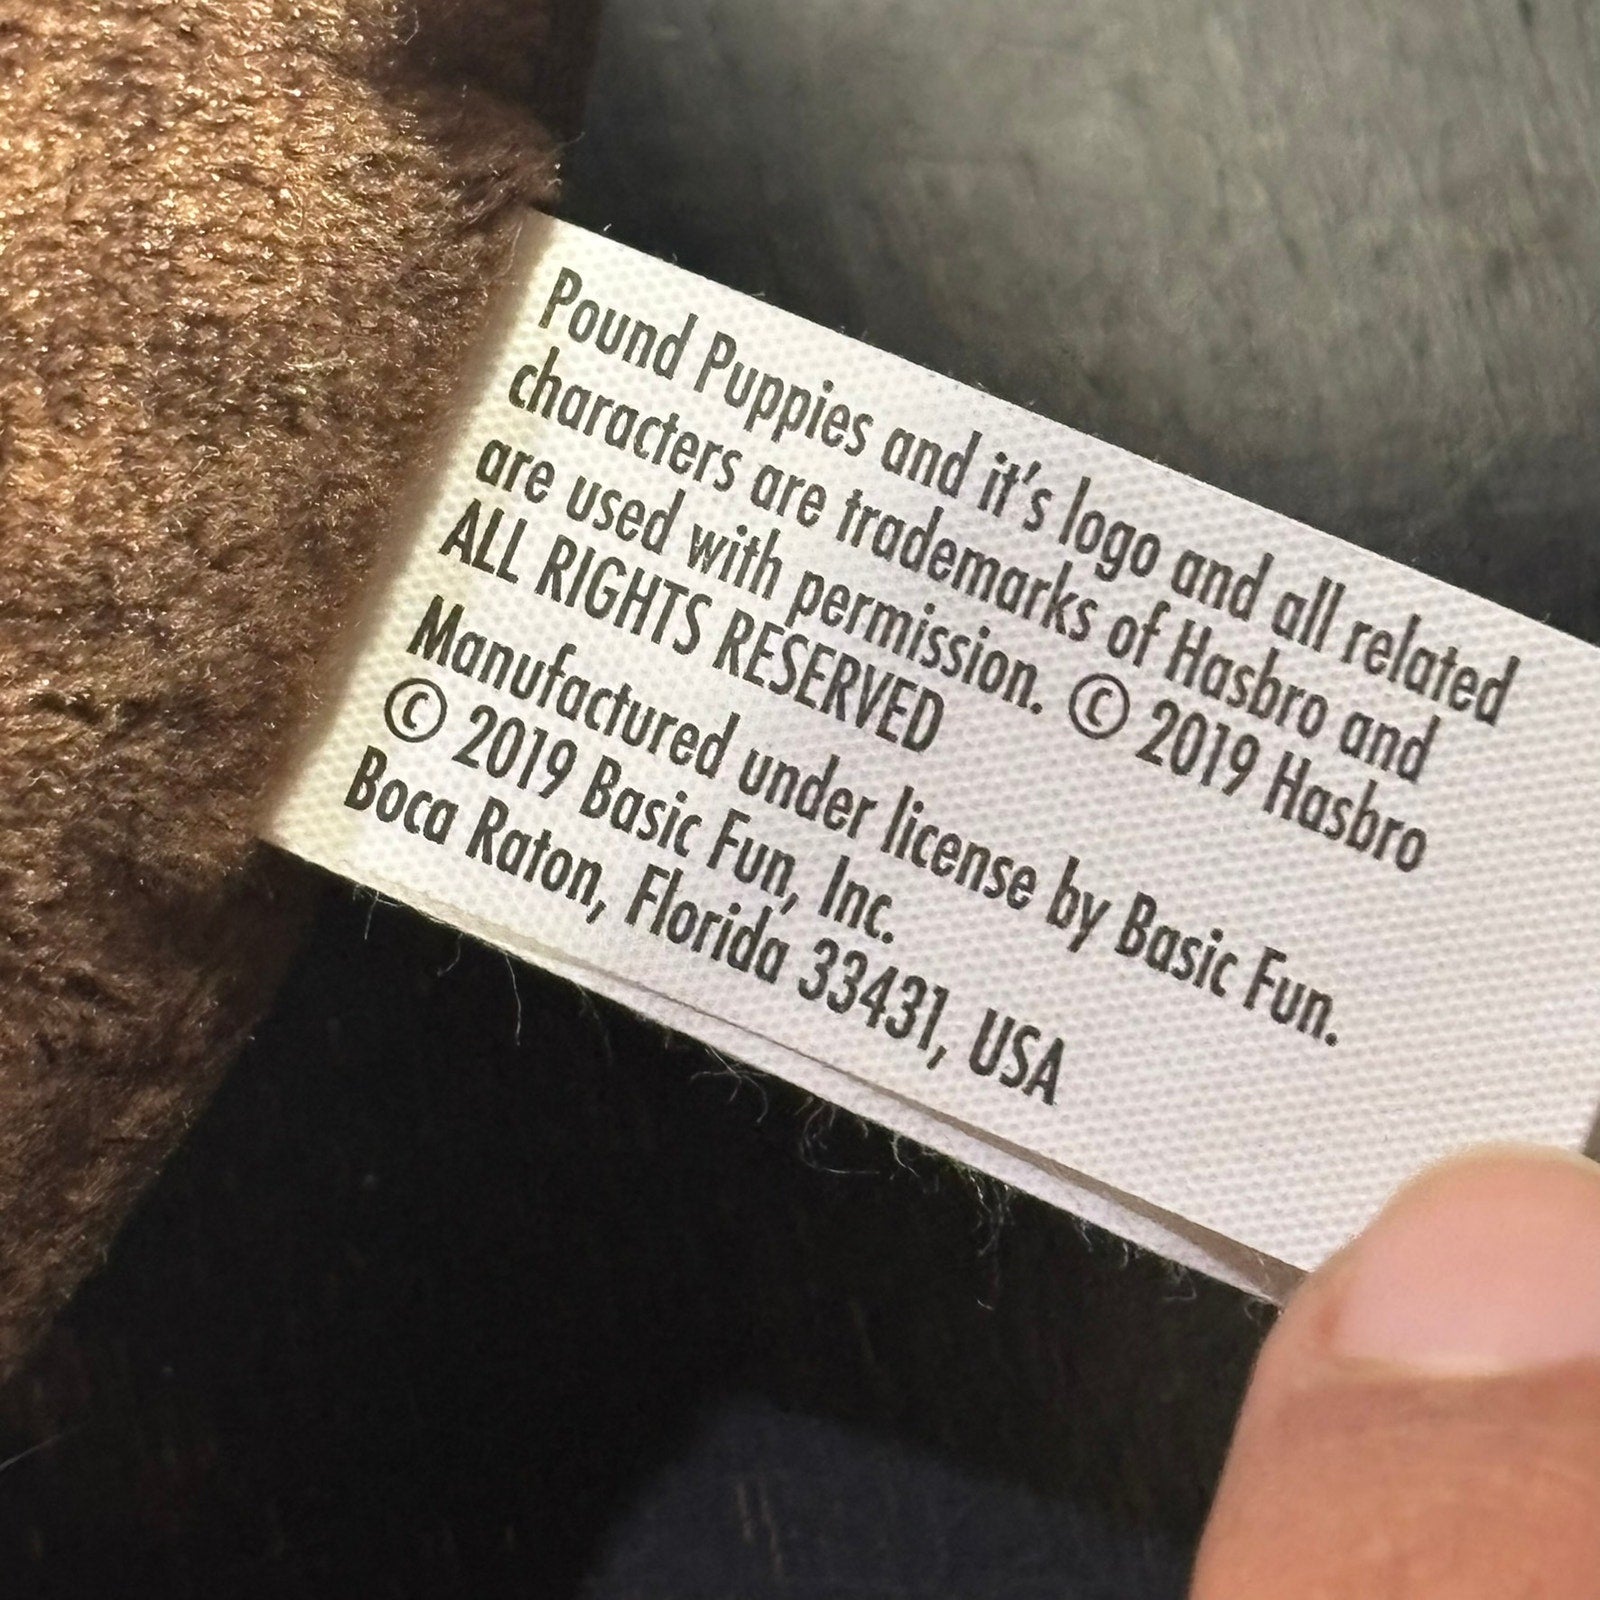 Pound Puppies and it's logo and all related
characters are trademarks of Hasbro and
are used with permission. © 2019 Hasbro
ALL RIGHTS RESERVED
Manufactured under license by Basic Fun.
© 2019 Basic Fun, Inc.
Boca Raton, Florida 33431, USA